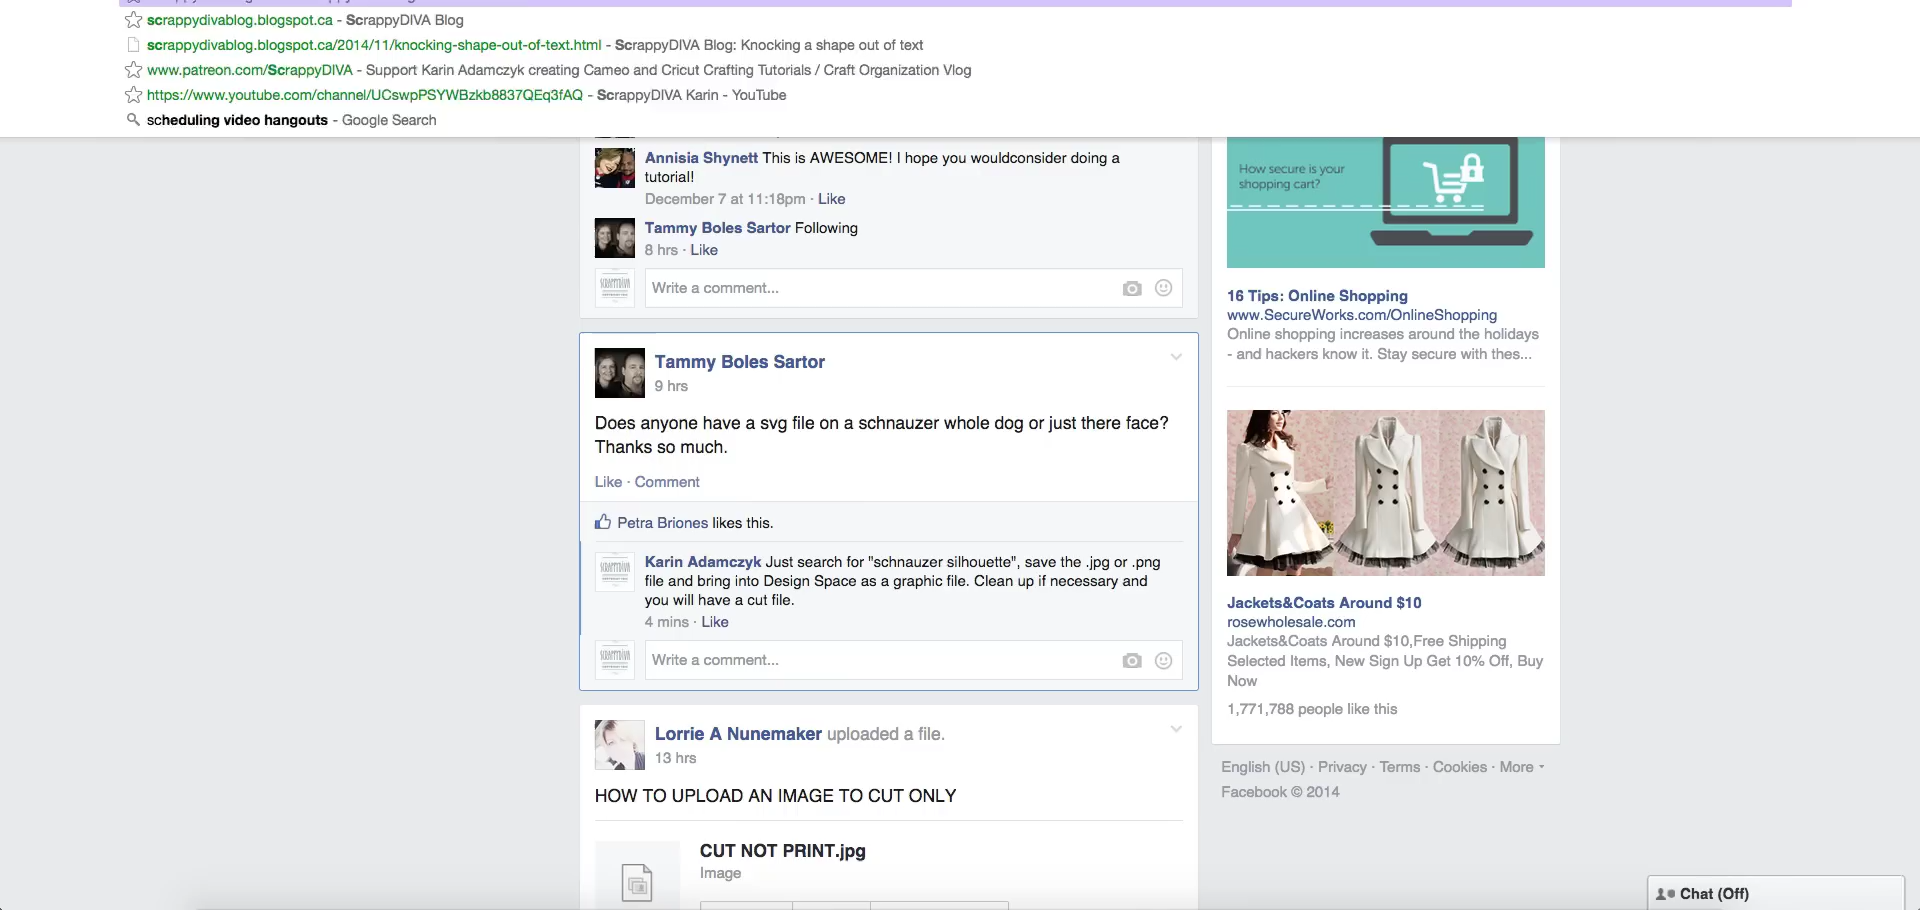 scrappydivablog.blogspot.ca - ScrappyDIVA Blog
scrappydivablog.blogspot.ca/2014/11/knocking-shape-out-of-text.html - ScrappyDIVA Blog: Knocking a shape out of text
www.patreon.com/ScrappyDIVA - Support Karin Adamczyk creating Cameo and Cricut Crafting Tutorials / Craft Organization Vlog
https://www.youtube.com/channel/UCswpPSYWBzkb8837QEq3fAQ - ScrappyDIVA Karin - YouTube
scheduling video hangouts - Google Search
Annisia Shynett This is AWESOME! I hope you wouldconsider doing a
tutorial!
December 7 at 11:18pm · Like
Tammy Boles Sartor Following
8 hrs · Like
SCRAPPYDIVA
Write a comment...
Tammy Boles Sartor
9 hrs
Does anyone have a svg file on a schnauzer whole dog or just there face?
Thanks so much.
Like · Comment
Petra Briones likes this.
SCRAPPYDIVA
Karin Adamczyk Just search for "schnauzer silhouette", save the .jpg or .png
file and bring into Design Space as a graphic file. Clean up if necessary and
you will have a cut file.
4 mins · Like
SCRAPPYDIVA
Write a comment...
Lorrie A Nunemaker uploaded a file.
13 hrs
HOW TO UPLOAD AN IMAGE TO CUT ONLY
CUT NOT PRINT.jpg
Image
How secure is your
shopping cart?
16 Tips: Online Shopping
www.SecureWorks.com/OnlineShopping
Online shopping increases around the holidays
- and hackers know it. Stay secure with thes...
Jackets&Coats Around $10
rosewholesale.com
Jackets&Coats Around $10,Free Shipping
Selected Items, New Sign Up Get 10% Off, Buy
Now
1,771,788 people like this
English (US) · Privacy · Terms · Cookies · More
Facebook © 2014
Chat (Off)